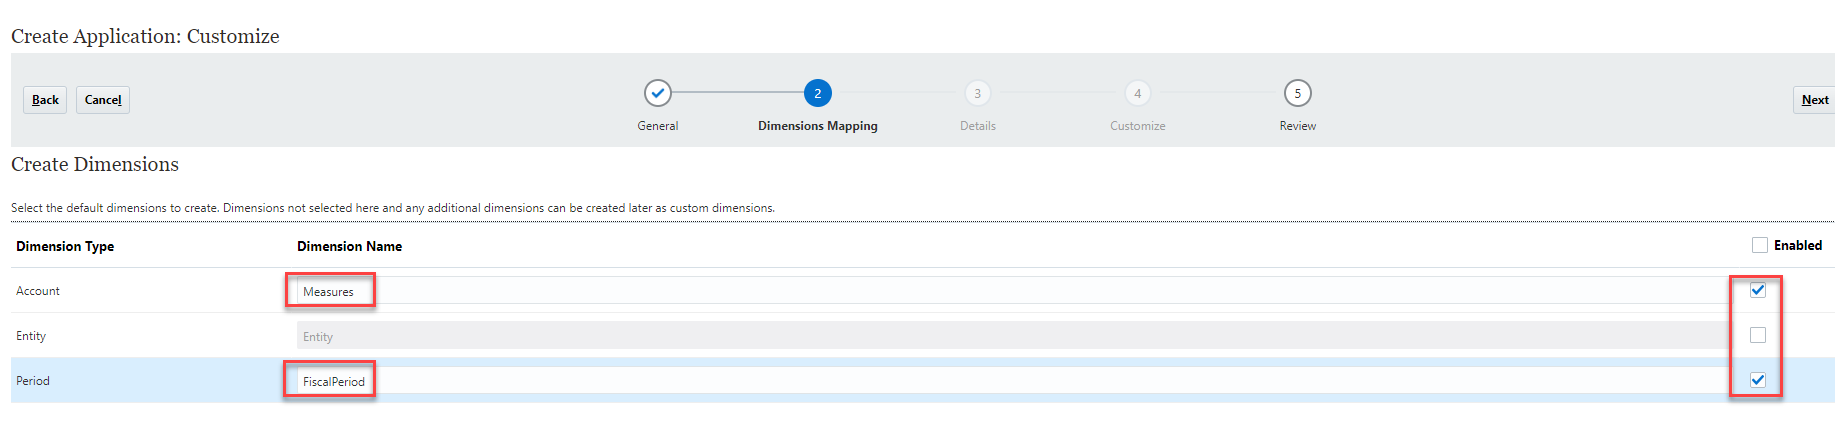 Create Application: Customize
Back Cancel 2 3 4 5 Next
General Dimensions Mapping Details Customize Review
Create Dimensions
Select the default dimensions to create. Dimensions not selected here and any additional dimensions can be created later as custom dimensions.
Dimension Type Dimension Name Enabled
Account Measures
Entity Entity
Period FiscalPeriod